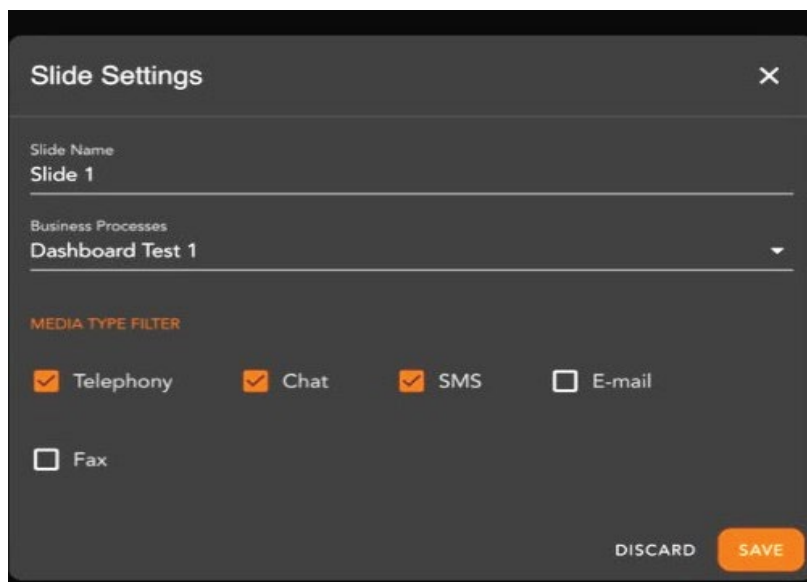 Slide Settings
Slide Name
Slide 1
Business Processes
Dashboard Test 1
MEDIA TYPE FILTER
Telephony Chat SMS E-mail
Fax
DISCARD SAVE